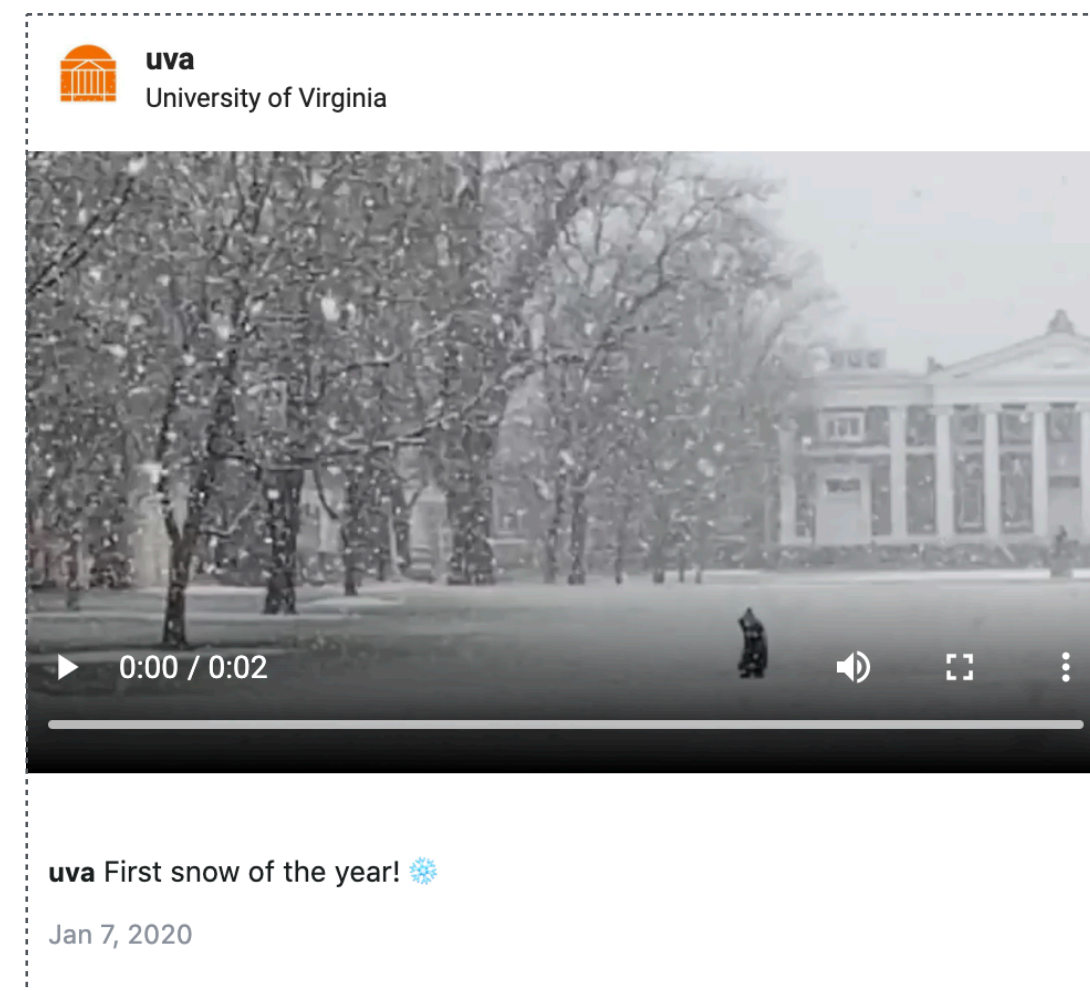 uva
University of Virginia
0:00 / 0:02
uva First snow of the year! ❄️
Jan 7, 2020